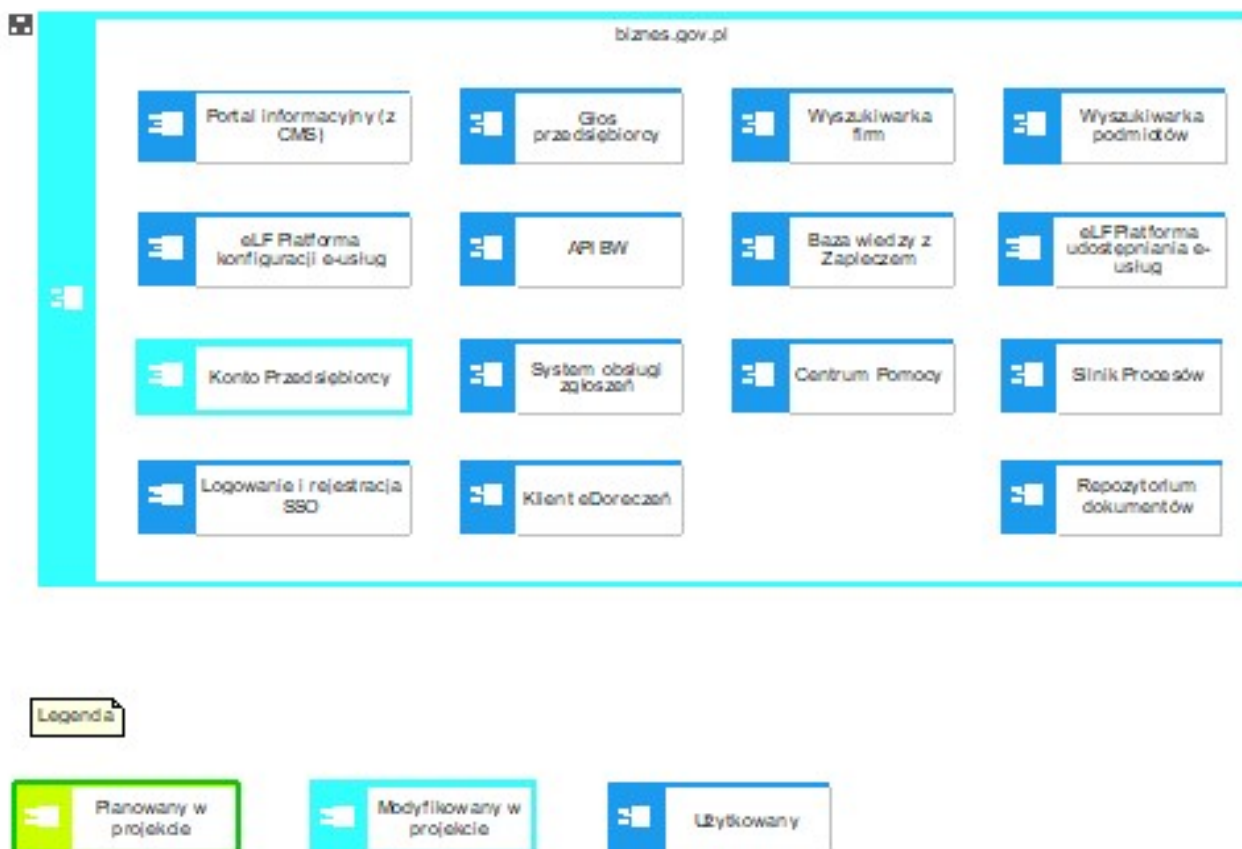 biznes.gov.pl
Portal informacyjny (z
CMS)
Głos
przedsiębiorcy
Wyszukiwarka
firm
Wyszukiwarka
podmiotów
eLF Platforma
konfiguracji e-usług
API BW
Baza wiedzy z
Zapleczem
eLF Platforma
udostępniania e-
usług
Konto Przedsiębiorcy
System obsługi
zgłoszeń
Centrum Pomocy
Silnik Procesów
Logowanie i rejestracja
SSO
Klient eDoreczeń
Repozytorium
dokumentów
Legenda
Planowany w
projekcie
Modyfikowany w
projekcie
Użytkowany